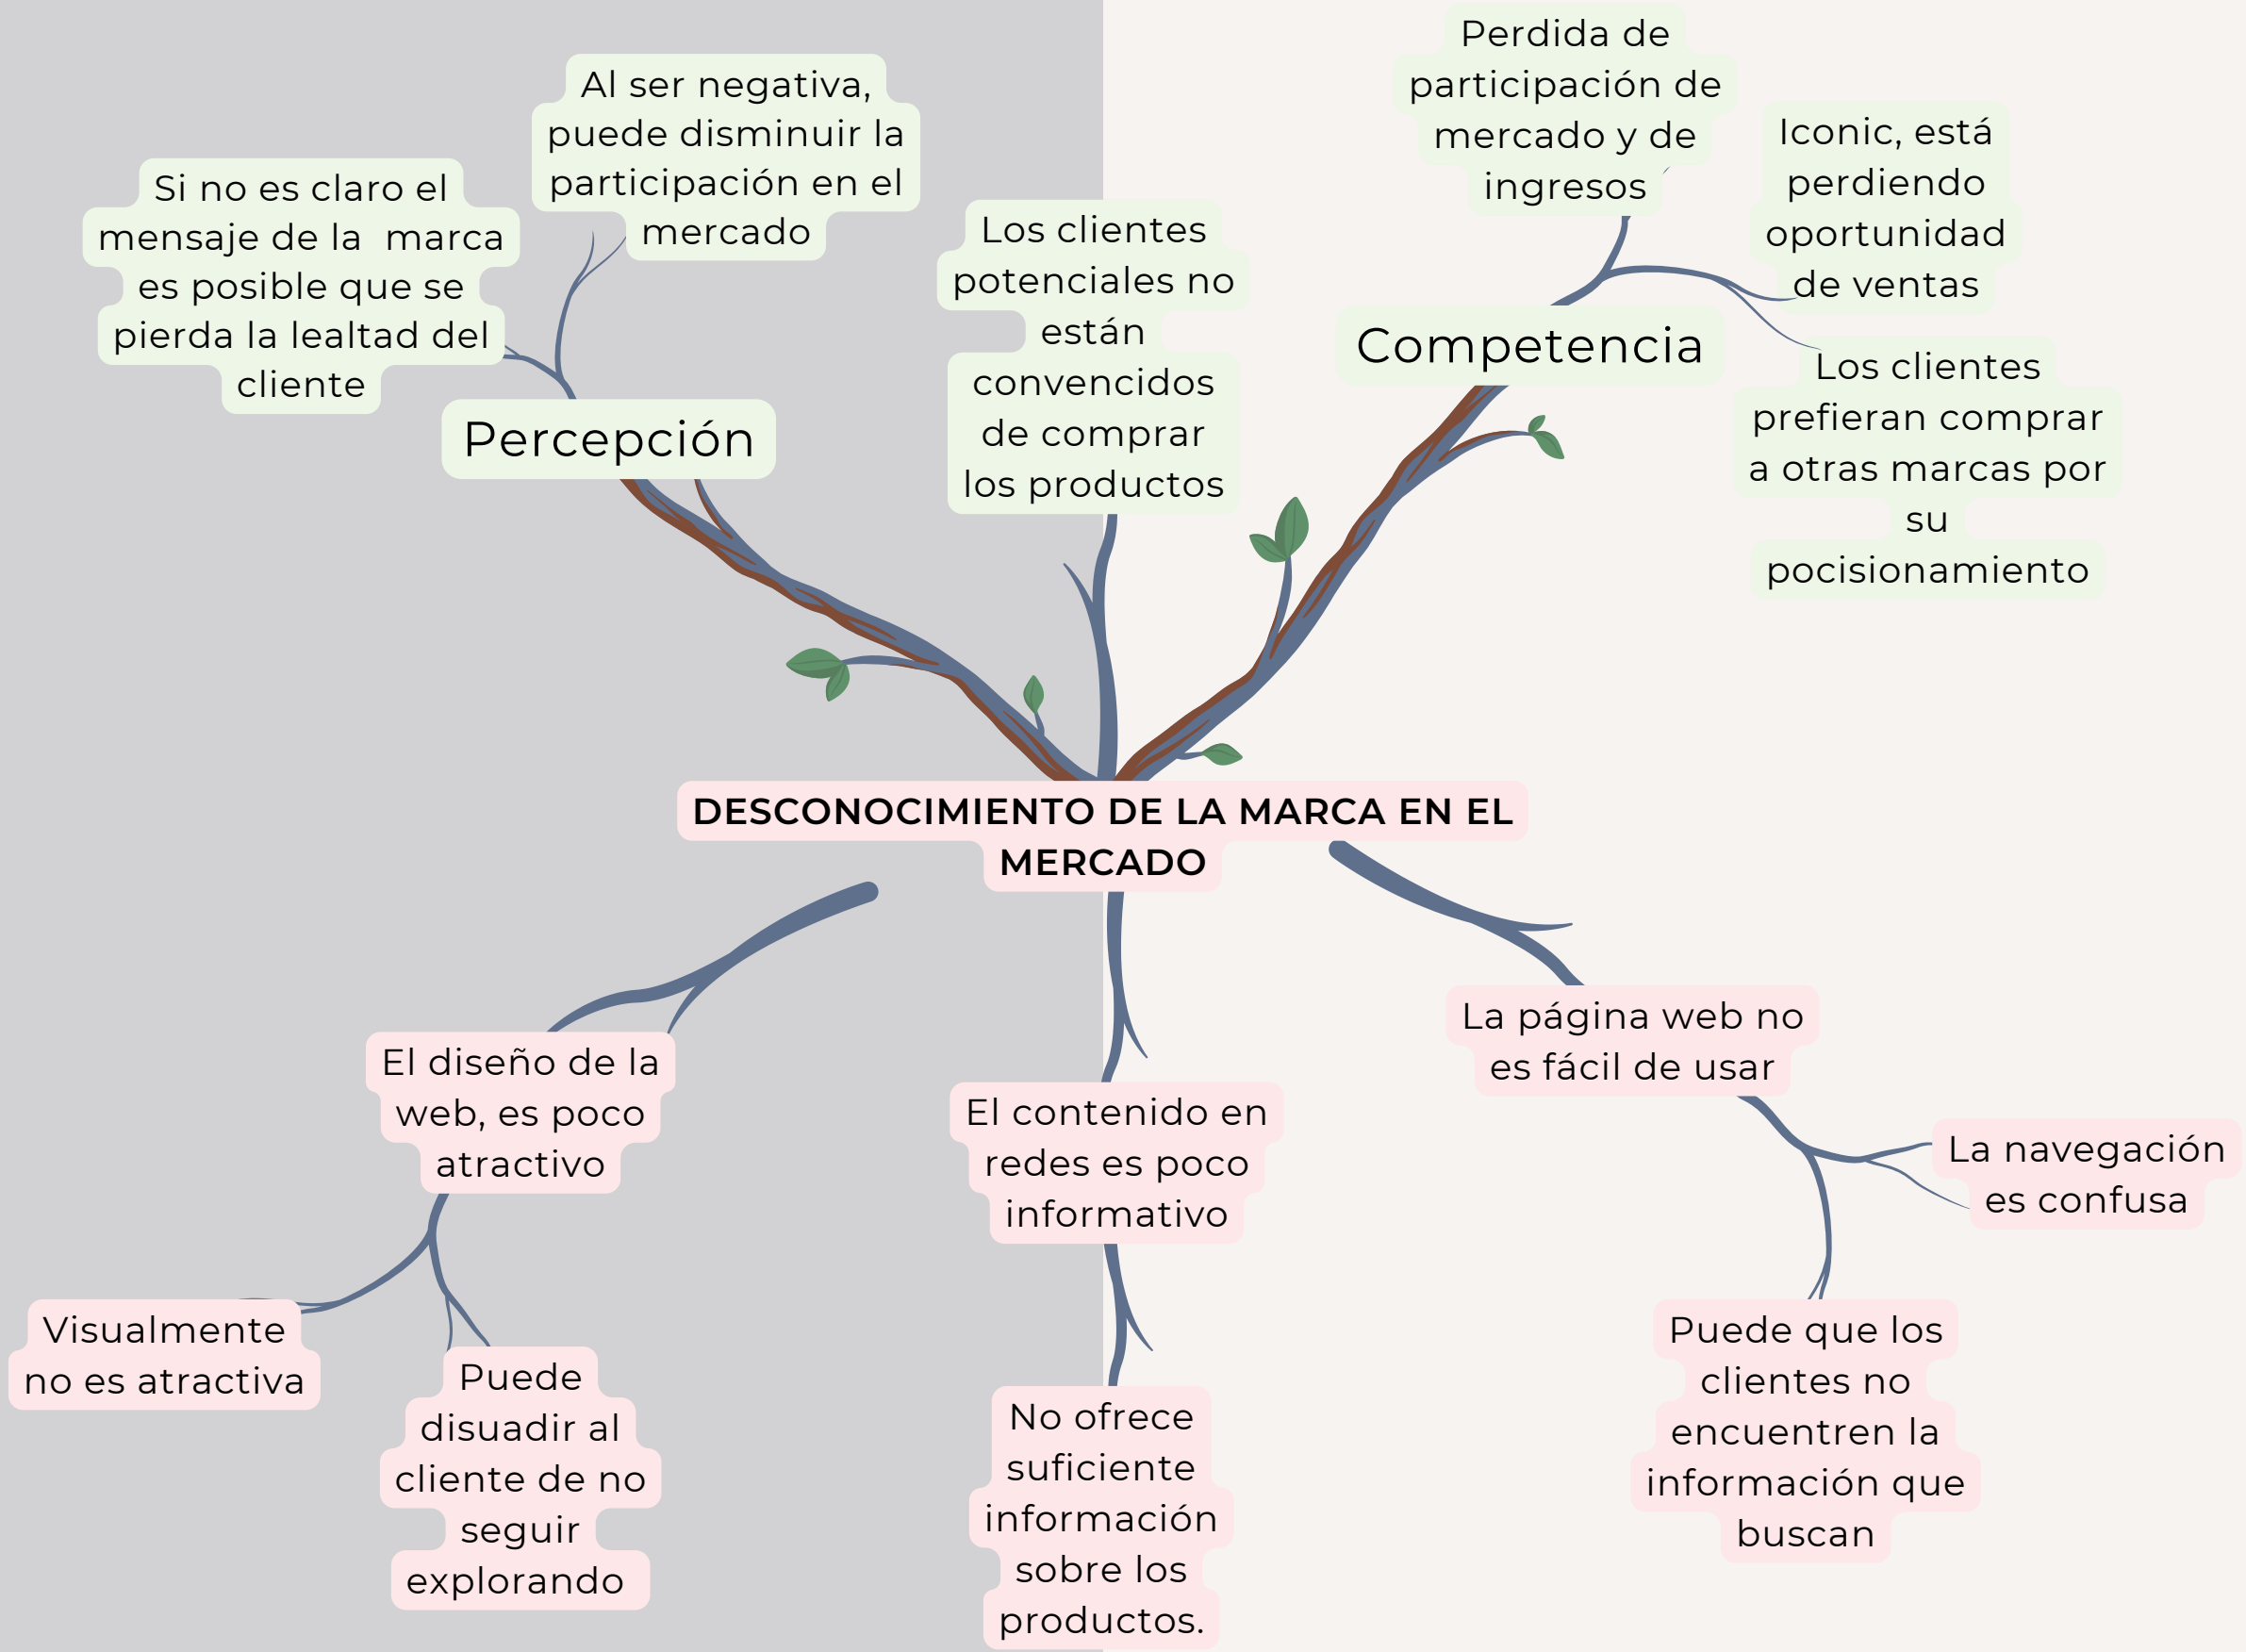 Perdida de
participación de
mercado y de
ingresos
Al ser negativa,
puede disminuir la
participación en el
mercado
Iconic, está
perdiendo
oportunidad
de ventas
Si no es claro el
mensaje de la  marca
es posible que se
pierda la lealtad del
cliente
Los clientes
potenciales no
están
convencidos
de comprar
los productos
Competencia
Los clientes
prefieran comprar
a otras marcas por
su
pocisionamiento
Percepción
DESCONOCIMIENTO DE LA MARCA EN EL
MERCADO
El diseño de la
web, es poco
atractivo
El contenido en
redes es poco
informativo
La página web no
es fácil de usar
La navegación
es confusa
Visualmente
no es atractiva
Puede
disuadir al
cliente de no
seguir
explorando
No ofrece
suficiente
información
sobre los
productos.
Puede que los
clientes no
encuentren la
información que
buscan